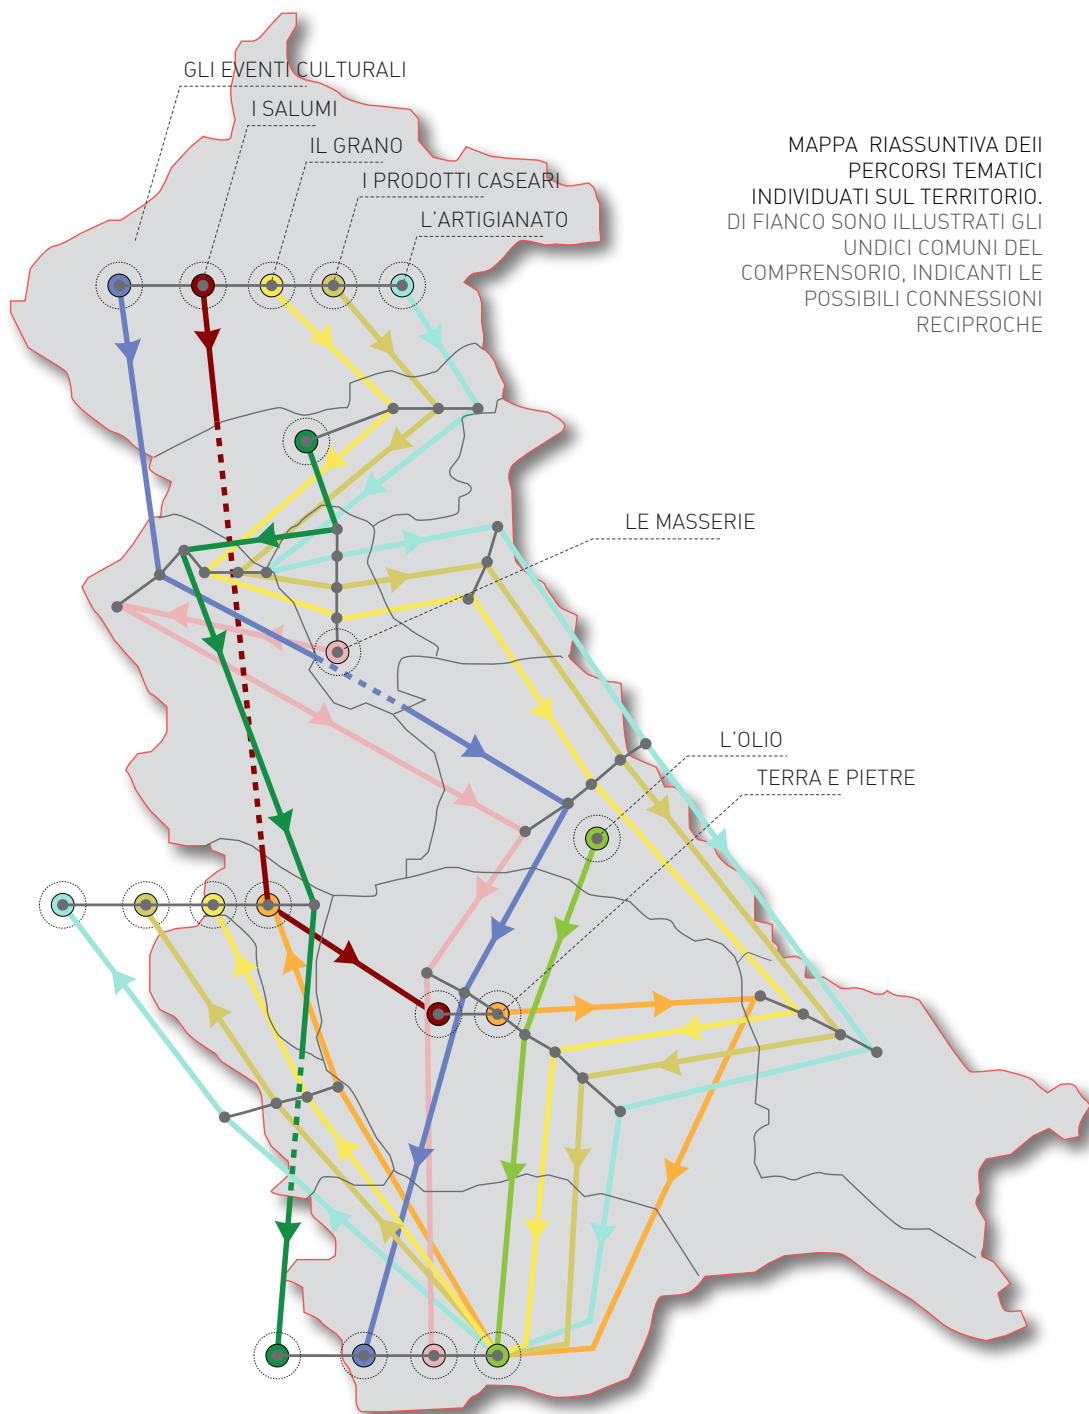 GLI EVENTI CULTURALI
I SALUMI
IL GRANO
I PRODOTTI CASEARI
L'ARTIGIANATO
MAPPA RIASSUNTIVA DEII
PERCORSI TEMATICI
INDIVIDUATI SUL TERRITORIO.
DI FIANCO SONO ILLUSTRATI GLI
UNDICI COMUNI DEL
COMPRENSORIO, INDICANTI LE
POSSIBILI CONNESSIONI
RECIPROCHE
LE MASSERIE
L'OLIO
TERRA E PIETRE